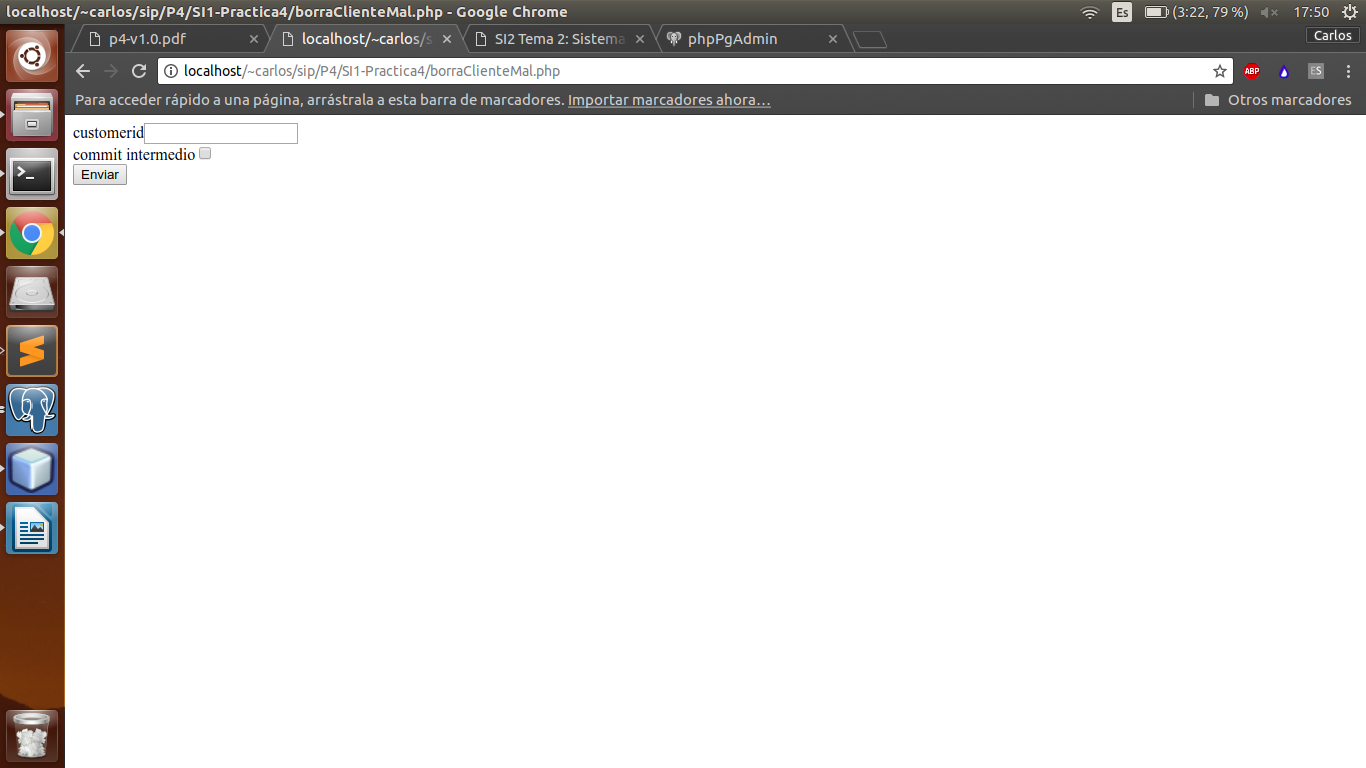 localhost/~carlos/sip/P4/SI1-Practica4/borraClienteMal.php - Google Chrome
Es
(3:22, 79 %)
17:50
p4-v1.0.pdf
localhost/~carlos/s
SI2 Tema 2: Sistema
phpPgAdmin
Carlos
localhost/~carlos/sip/P4/SI1-Practica4/borraClienteMal.php
ABP
ES
Para acceder rápido a una página, arrástrala a esta barra de marcadores. Importar marcadores ahora...
Otros marcadores
customerid
commit intermedio
Enviar